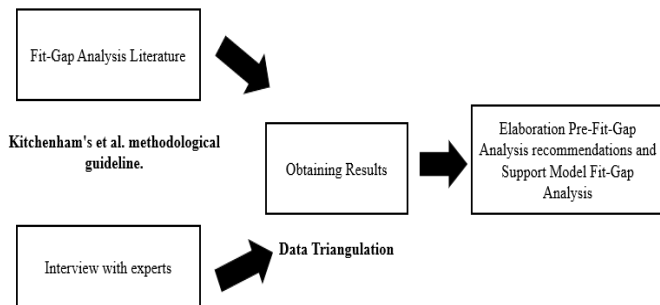 Fit-Gap Analysis Literature
Kitchenham's et al. methodological
guideline.
Interview with experts
Obtaining Results
Data Triangulation
Elaboration Pre-Fit-Gap
Analysis recommendations and
Support Model Fit-Gap
Analysis